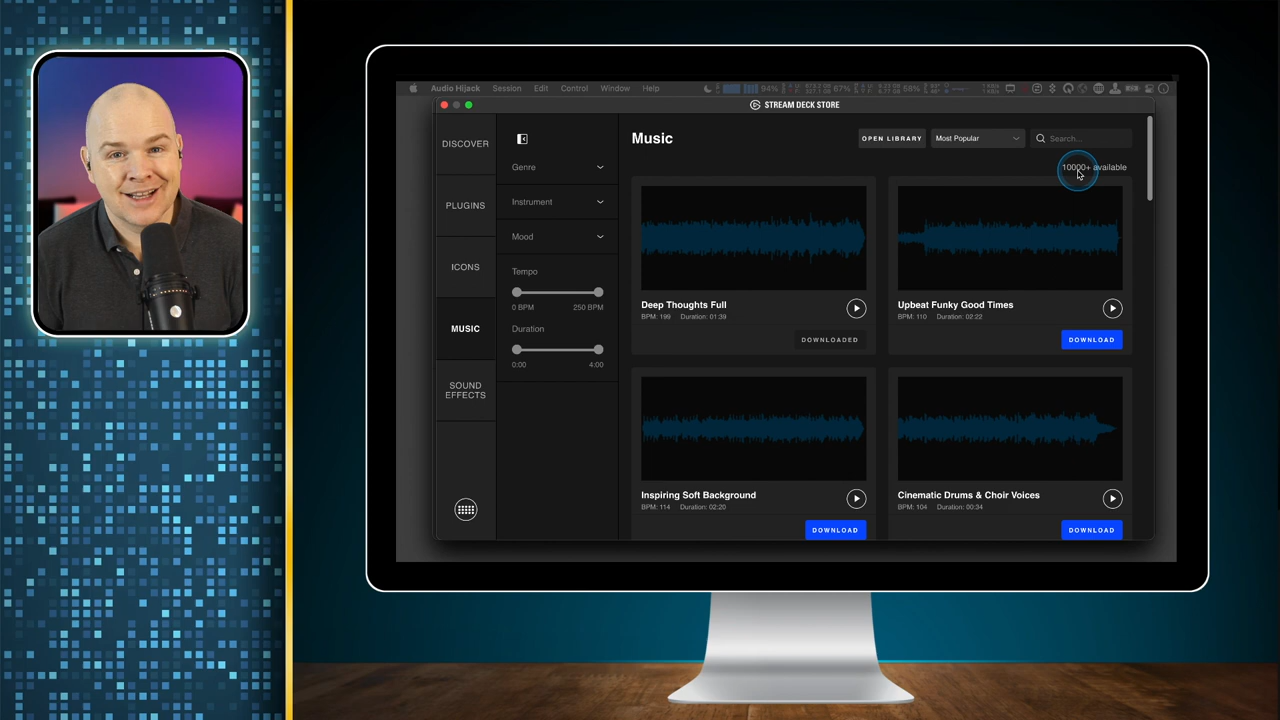 Audio Hijack Session Edit Control Window Help
94% 67% 58%
STREAM DECK STORE
DISCOVER
PLUGINS
ICONS
MUSIC
SOUND
EFFECTS
Genre
Instrument
Mood
Tempo
0 BPM 250 BPM
Duration
0:00 4:00
Music
OPEN LIBRARY
Most Popular
Search...
10000+ available
Deep Thoughts Full
BPM: 199 Duration: 01:39
DOWNLOADED
Upbeat Funky Good Times
BPM: 110 Duration: 02:22
DOWNLOAD
Inspiring Soft Background
BPM: 114 Duration: 02:20
DOWNLOAD
Cinematic Drums & Choir Voices
BPM: 104 Duration: 00:34
DOWNLOAD